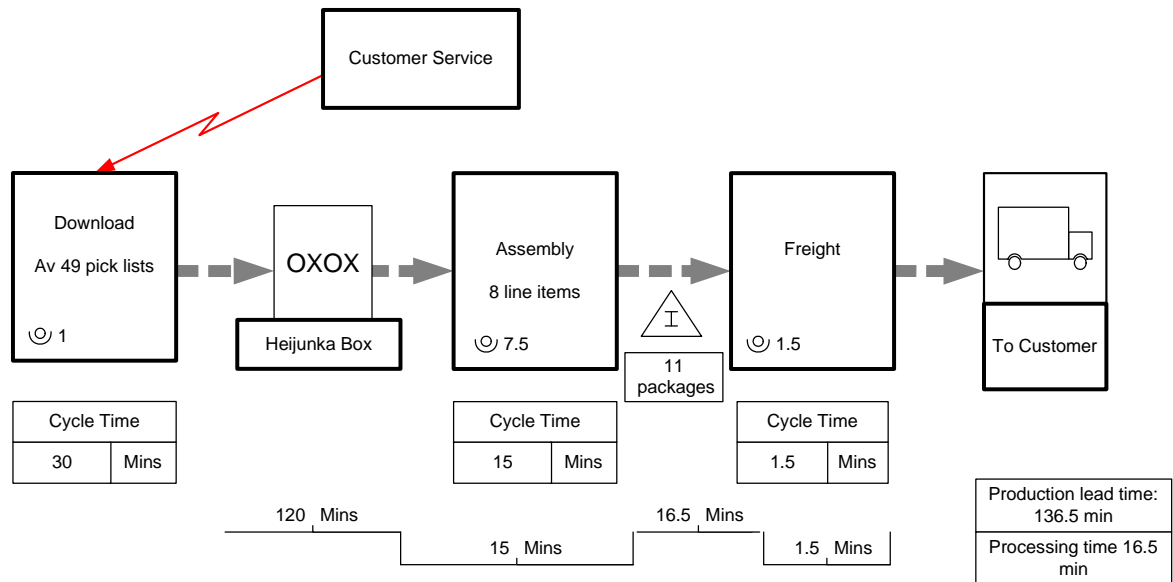 Customer Service
Download
Av 49 pick lists
1
OXOX
Heijunka Box
Assembly
8 line items
7.5
I
11
packages
Freight
1.5
To Customer
Cycle Time
30 Mins
Cycle Time
15 Mins
Cycle Time
1.5 Mins
120 Mins
15 Mins
16.5 Mins
1.5 Mins
Production lead time:
136.5 min
Processing time 16.5
min